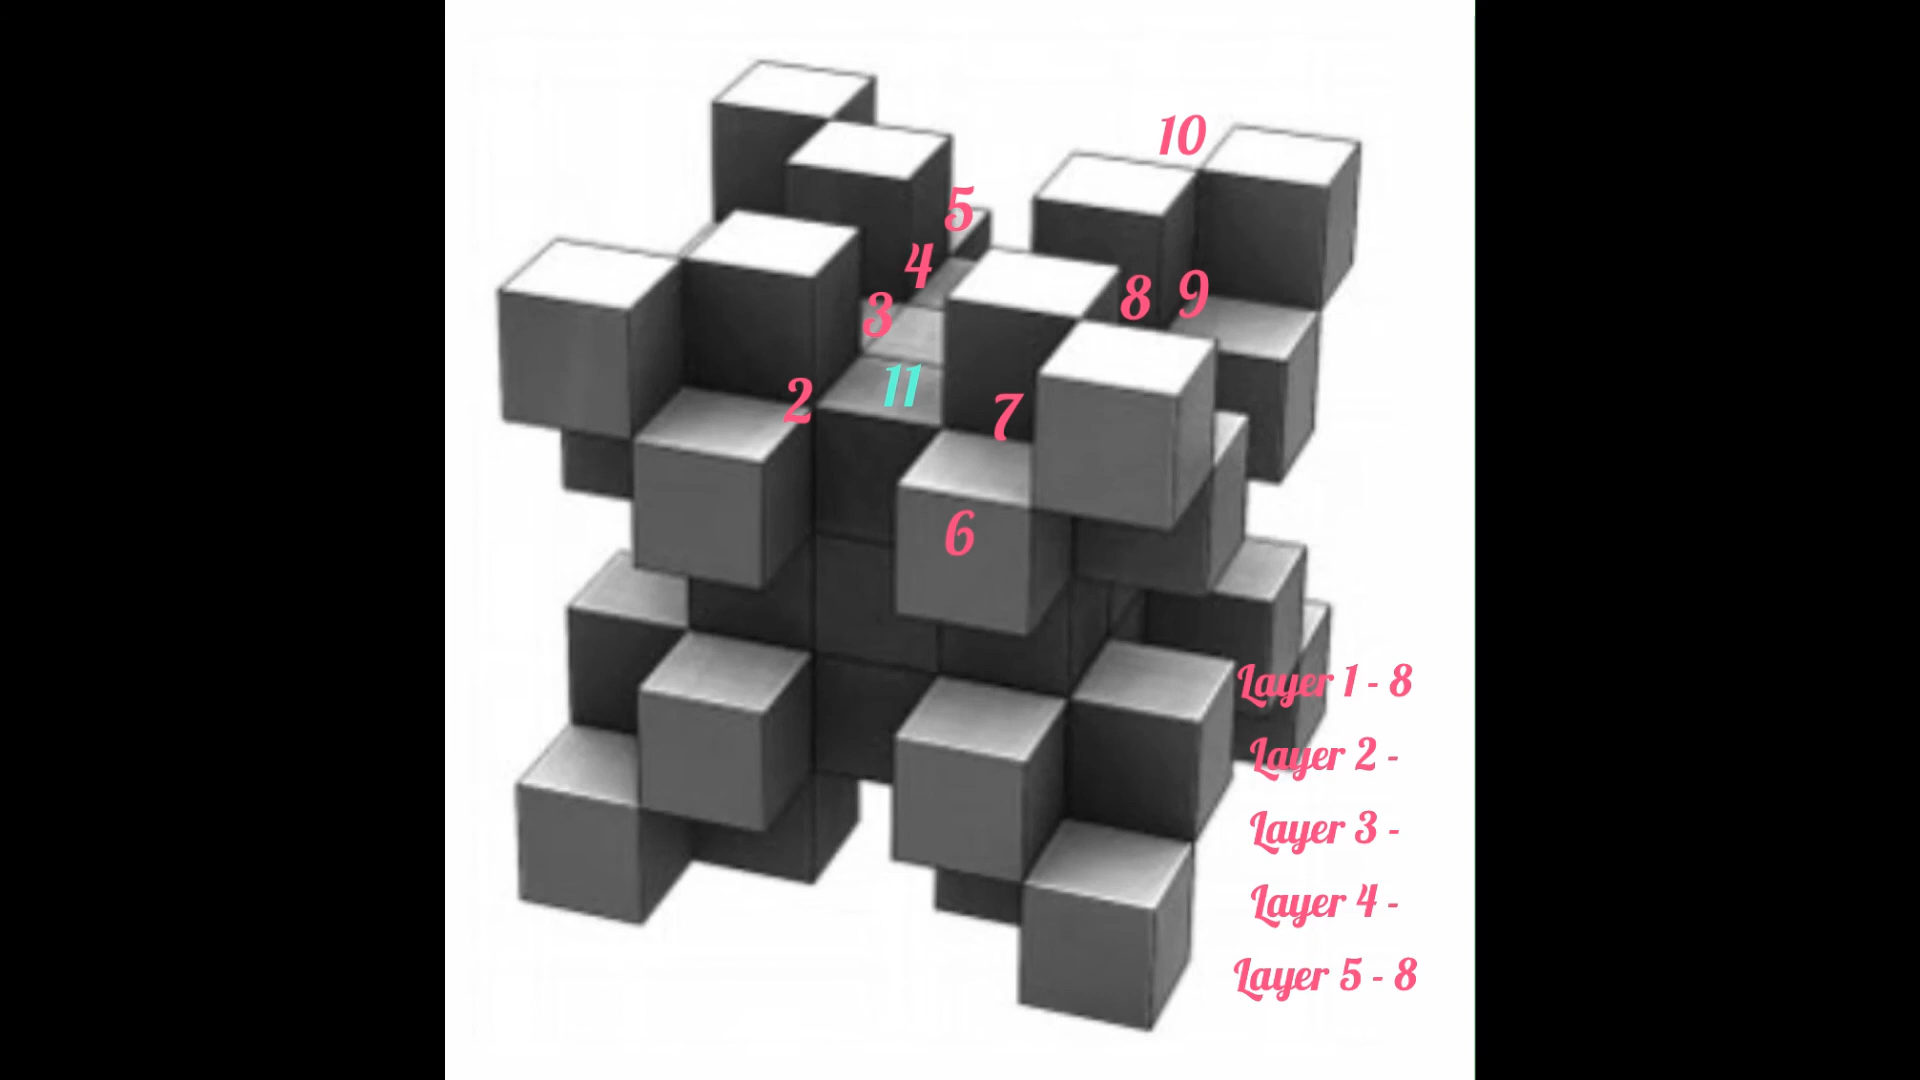 10
5
4
8 9
3
2 11 7
6
Layer 1 - 8
Layer 2 -
Layer 3 -
Layer 4 -
Layer 5 - 8